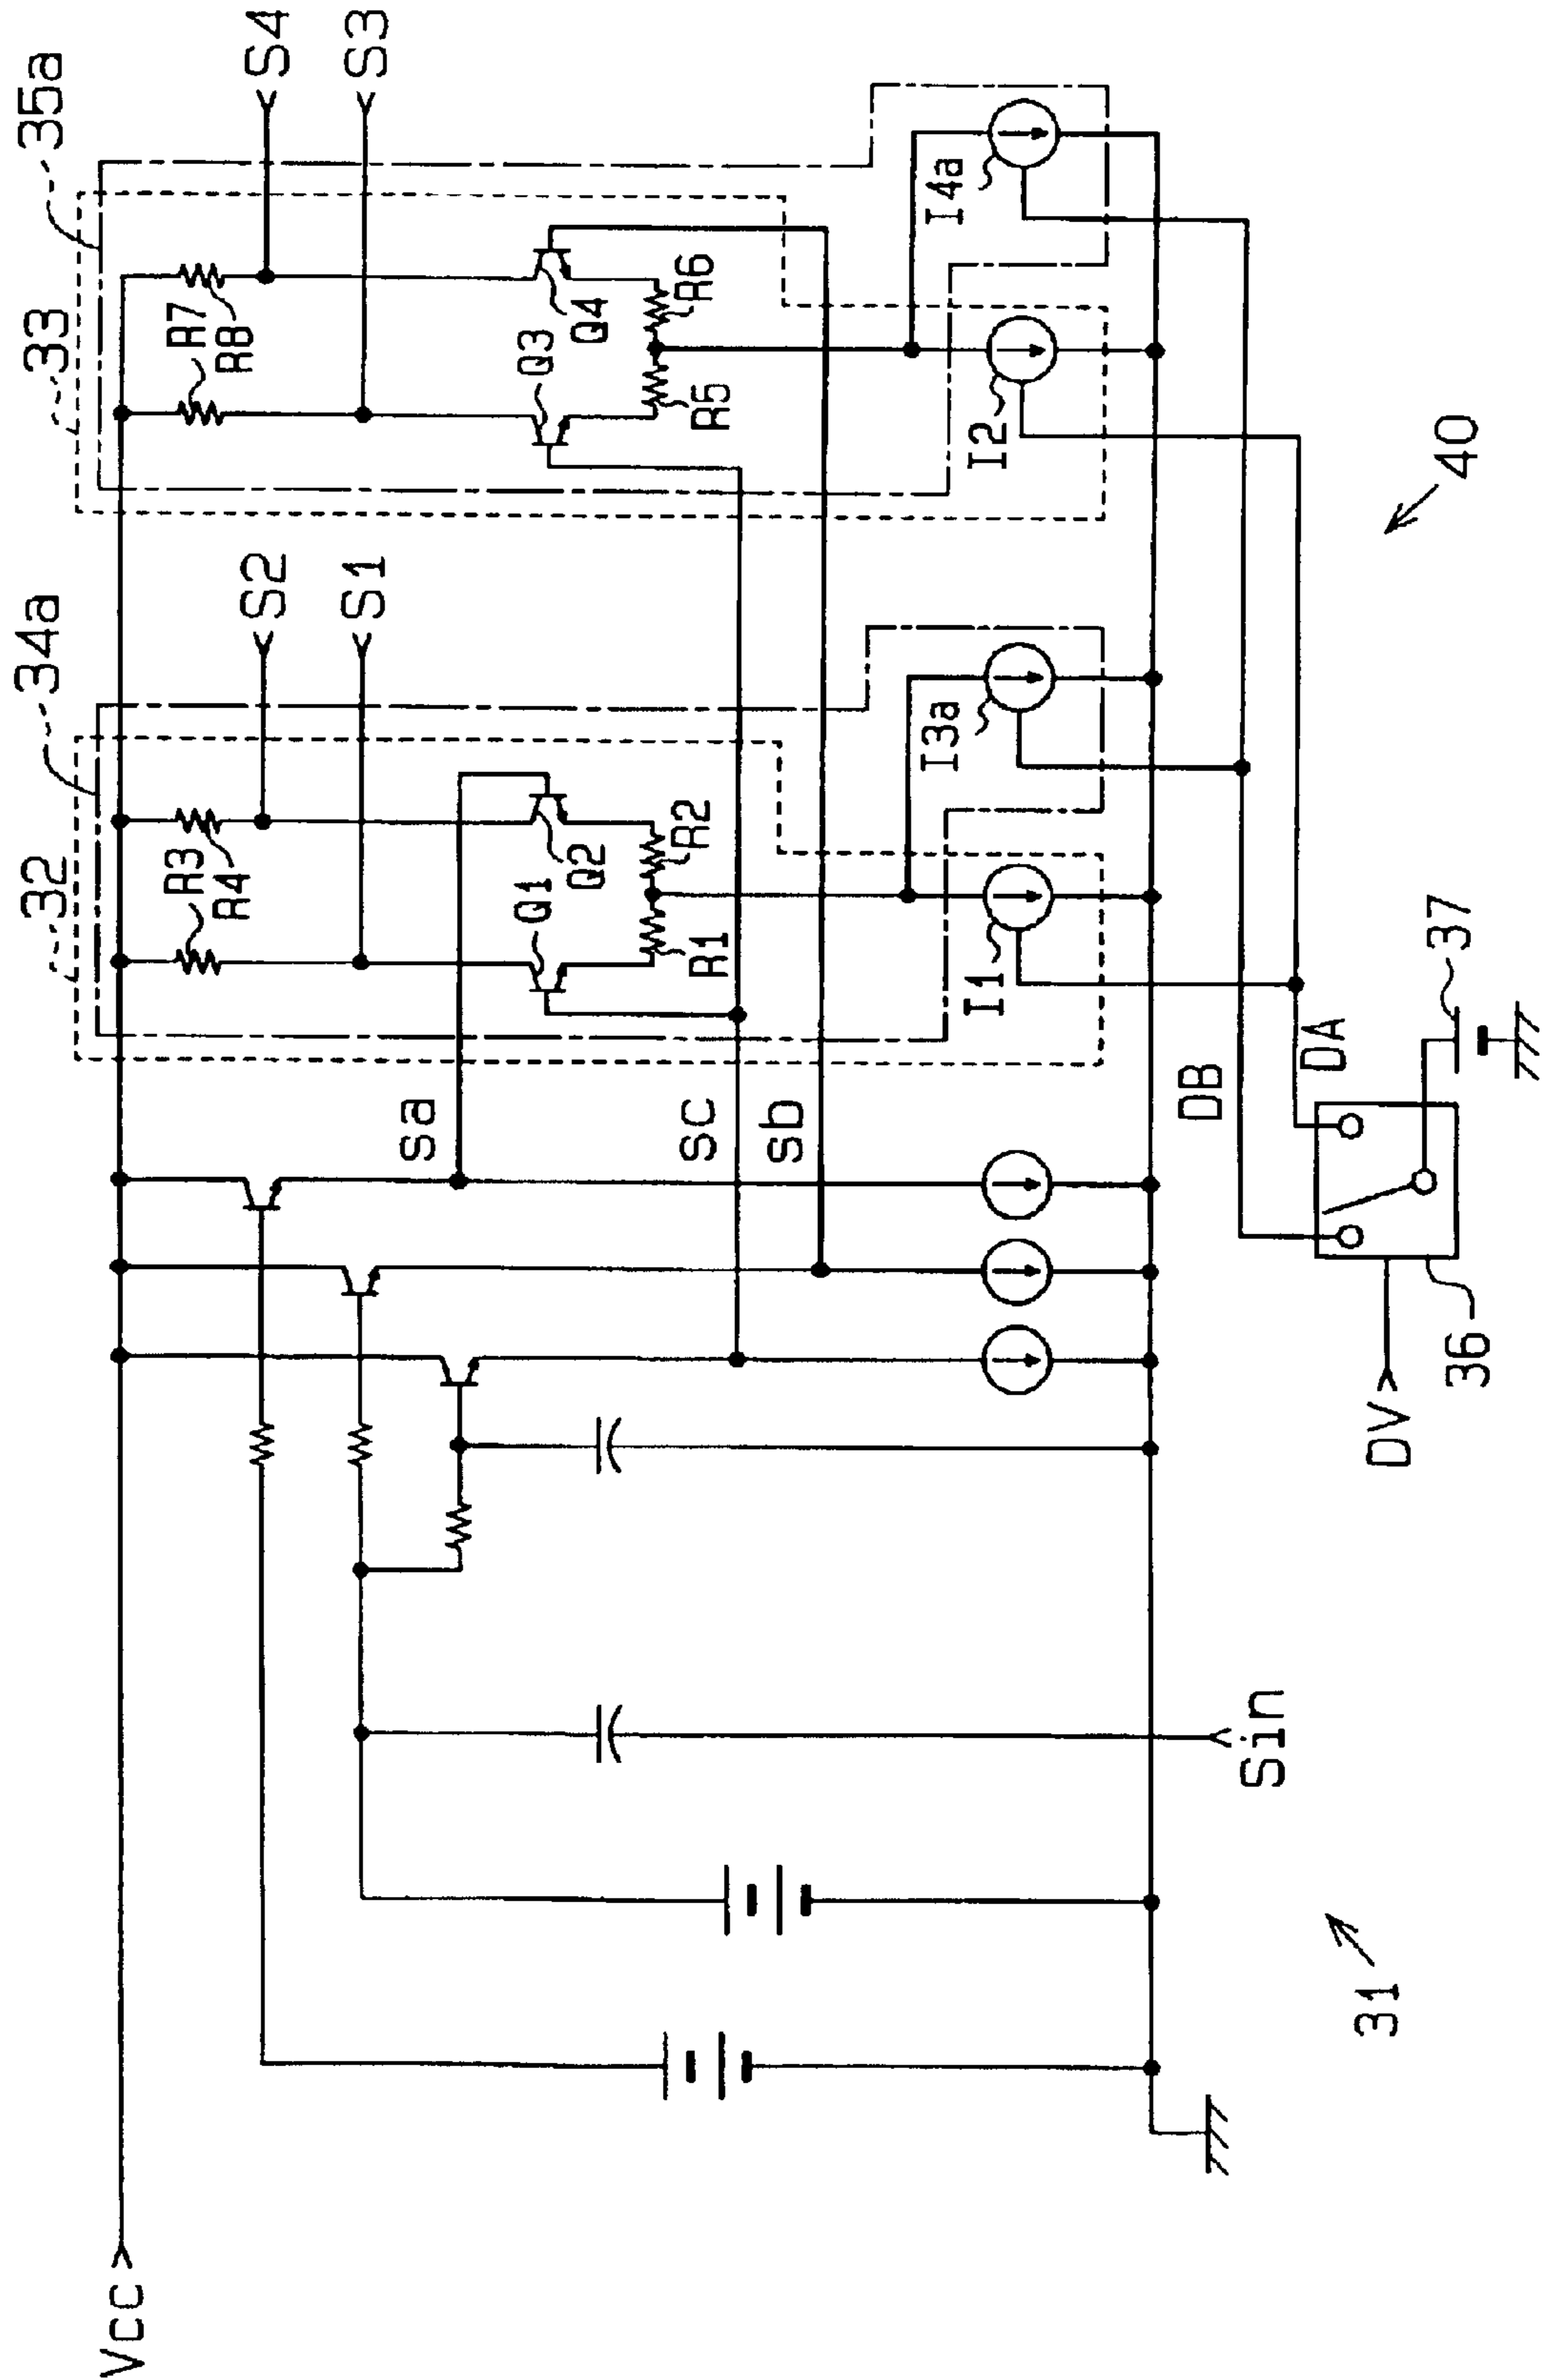 Vcc
31
Sin
DV
36
37
DB
DA
40
sa
sc
sb
32
34a
R3
R4
S2
S1
Q1
Q2
R1
R2
I1
I3a
33
35a
R7
R8
S4
S3
Q3
Q4
R5
R6
I2
I4a